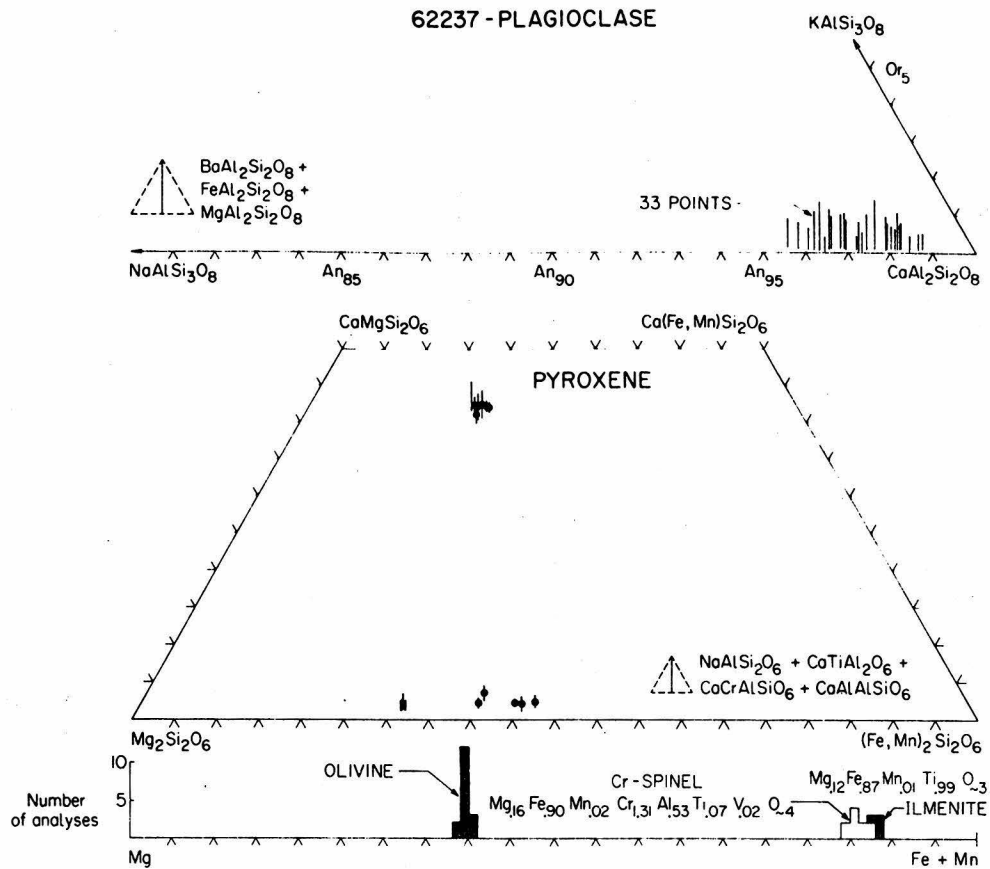 62237 - PLAGIOCLASE
KAlSi3O8
Or5
BaAl2Si2O8 +
FeAl2Si2O8 +
MgAl2Si2O8
33 POINTS -
NaAlSi3O8
An85
An90
An95
CaAl2Si2O8
CaMgSi2O6
Ca(Fe, Mn)Si2O6
PYROXENE
NaAlSi2O6 + CaTiAl2O6 +
CaCrAlSiO6 + CaAlAlSiO6
Mg2Si2O6
(Fe, Mn)2Si2O6
10
5
Number
of analyses
OLIVINE
Cr-SPINEL
Mg.16 Fe.90 Mn.02 Cr1.31 Al.53 Ti.07 V.02 O~4
Mg.12 Fe.87 Mn.01 Ti.99 O~3
ILMENITE
Mg
Fe + Mn